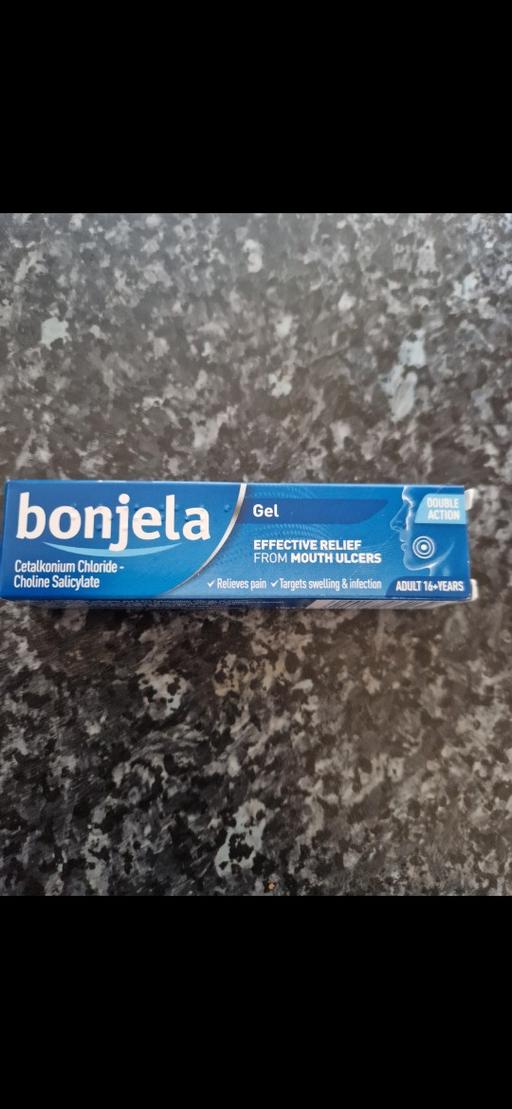 bonjela
Cetalkonium Chloride -
Choline Salicylate
Gel
EFFECTIVE RELIEF
FROM MOUTH ULCERS
✓ Relieves pain ✓ Targets swelling & infection
DOUBLE
ACTION
ADULT 16+YEARS